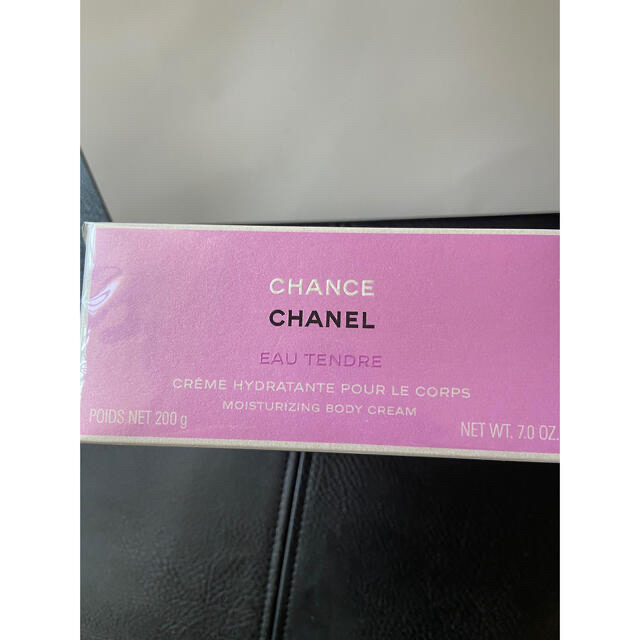 CHANCE
CHANEL
EAU TENDRE
CRÈME HYDRATANTE POUR LE CORPS
MOISTURIZING BODY CREAM
POIDS NET 200 g
NET WT. 7.0 OZ.